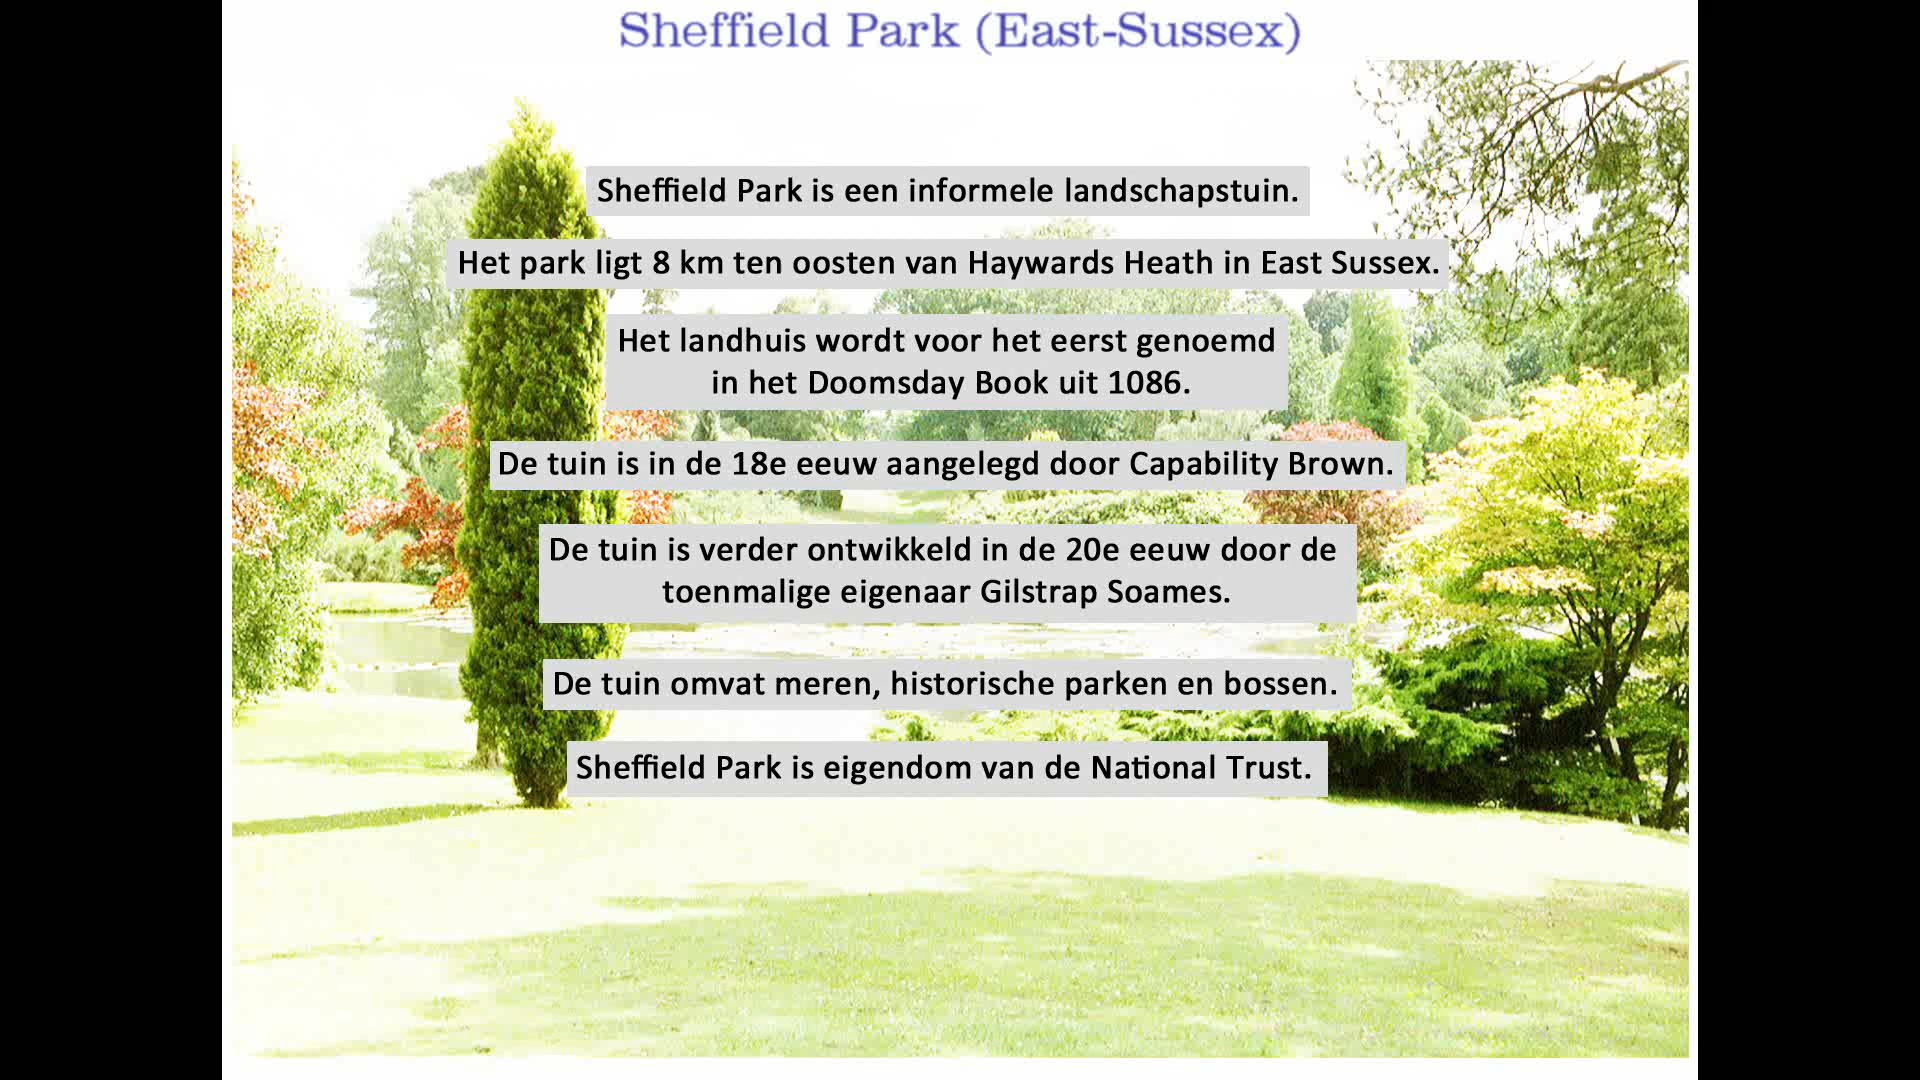 Sheffield Park (East-Sussex)
Sheffield Park is een informele landschapstuin.
Het park ligt 8 km ten oosten van Haywards Heath in East Sussex.
Het landhuis wordt voor het eerst genoemd
in het Doomsday Book uit 1086.
De tuin is in de 18e eeuw aangelegd door Capability Brown.
De tuin is verder ontwikkeld in de 20e eeuw door de
toenmalige eigenaar Gilstrap Soames.
De tuin omvat meren, historische parken en bossen.
Sheffield Park is eigendom van de National Trust.